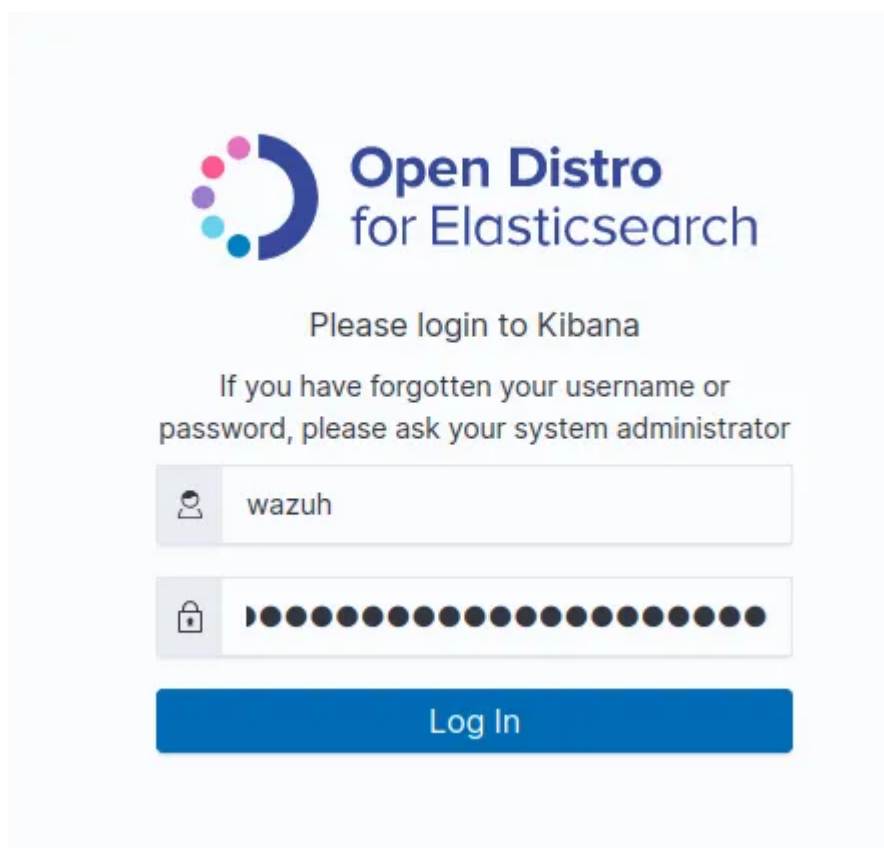 Open Distro
for Elasticsearch
Please login to Kibana
If you have forgotten your username or
password, please ask your system administrator
wazuh
Log In